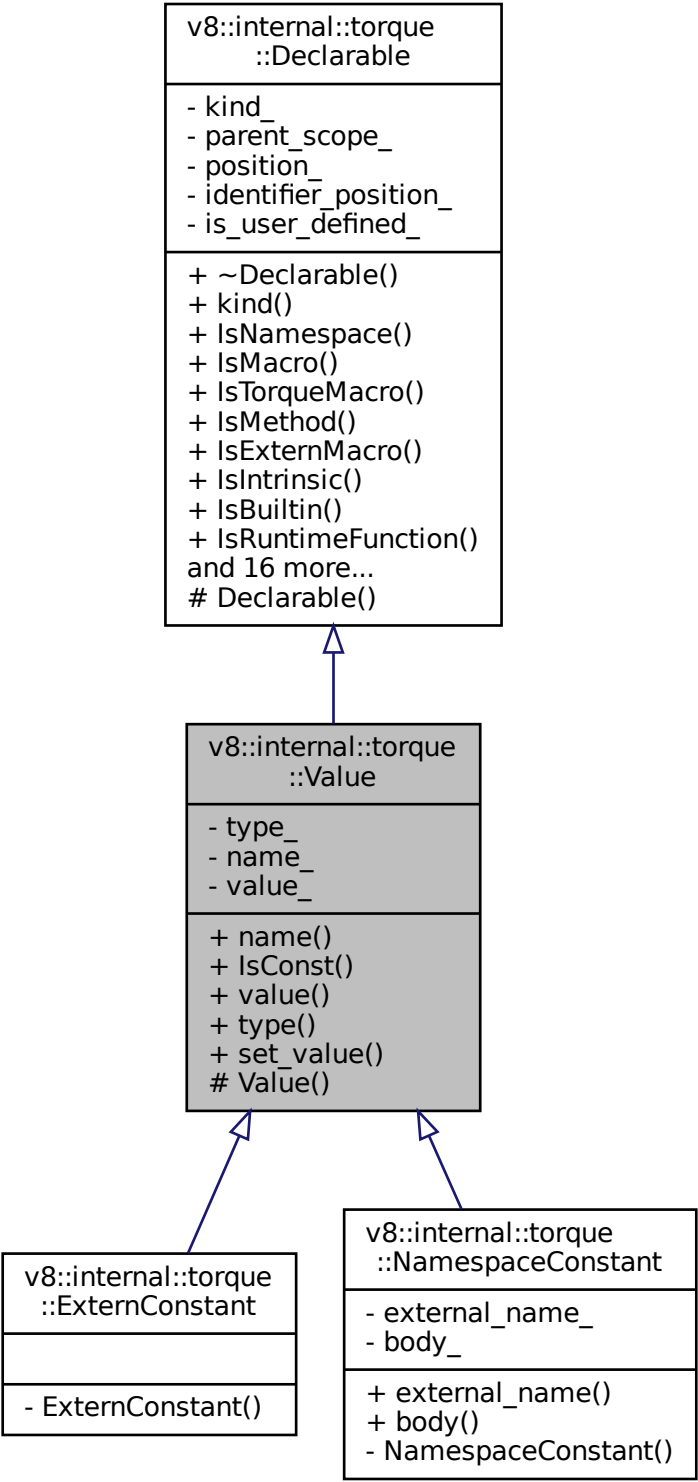 v8::internal::torque
::Declarable
- kind_
- parent_scope_
- position_
- identifier_position_
- is_user_defined_
+ ~Declarable()
+ kind()
+ IsNamespace()
+ IsMacro()
+ IsTorqueMacro()
+ IsMethod()
+ IsExternMacro()
+ IsIntrinsic()
+ IsBuiltin()
+ IsRuntimeFunction()
and 16 more...
# Declarable()
v8::internal::torque
::Value
- type_
- name_
- value_
+ name()
+ IsConst()
+ value()
+ type()
+ set_value()
# Value()
v8::internal::torque
::ExternConstant
- ExternConstant()
v8::internal::torque
::NamespaceConstant
- external_name_
- body_
+ external_name()
+ body()
- NamespaceConstant()